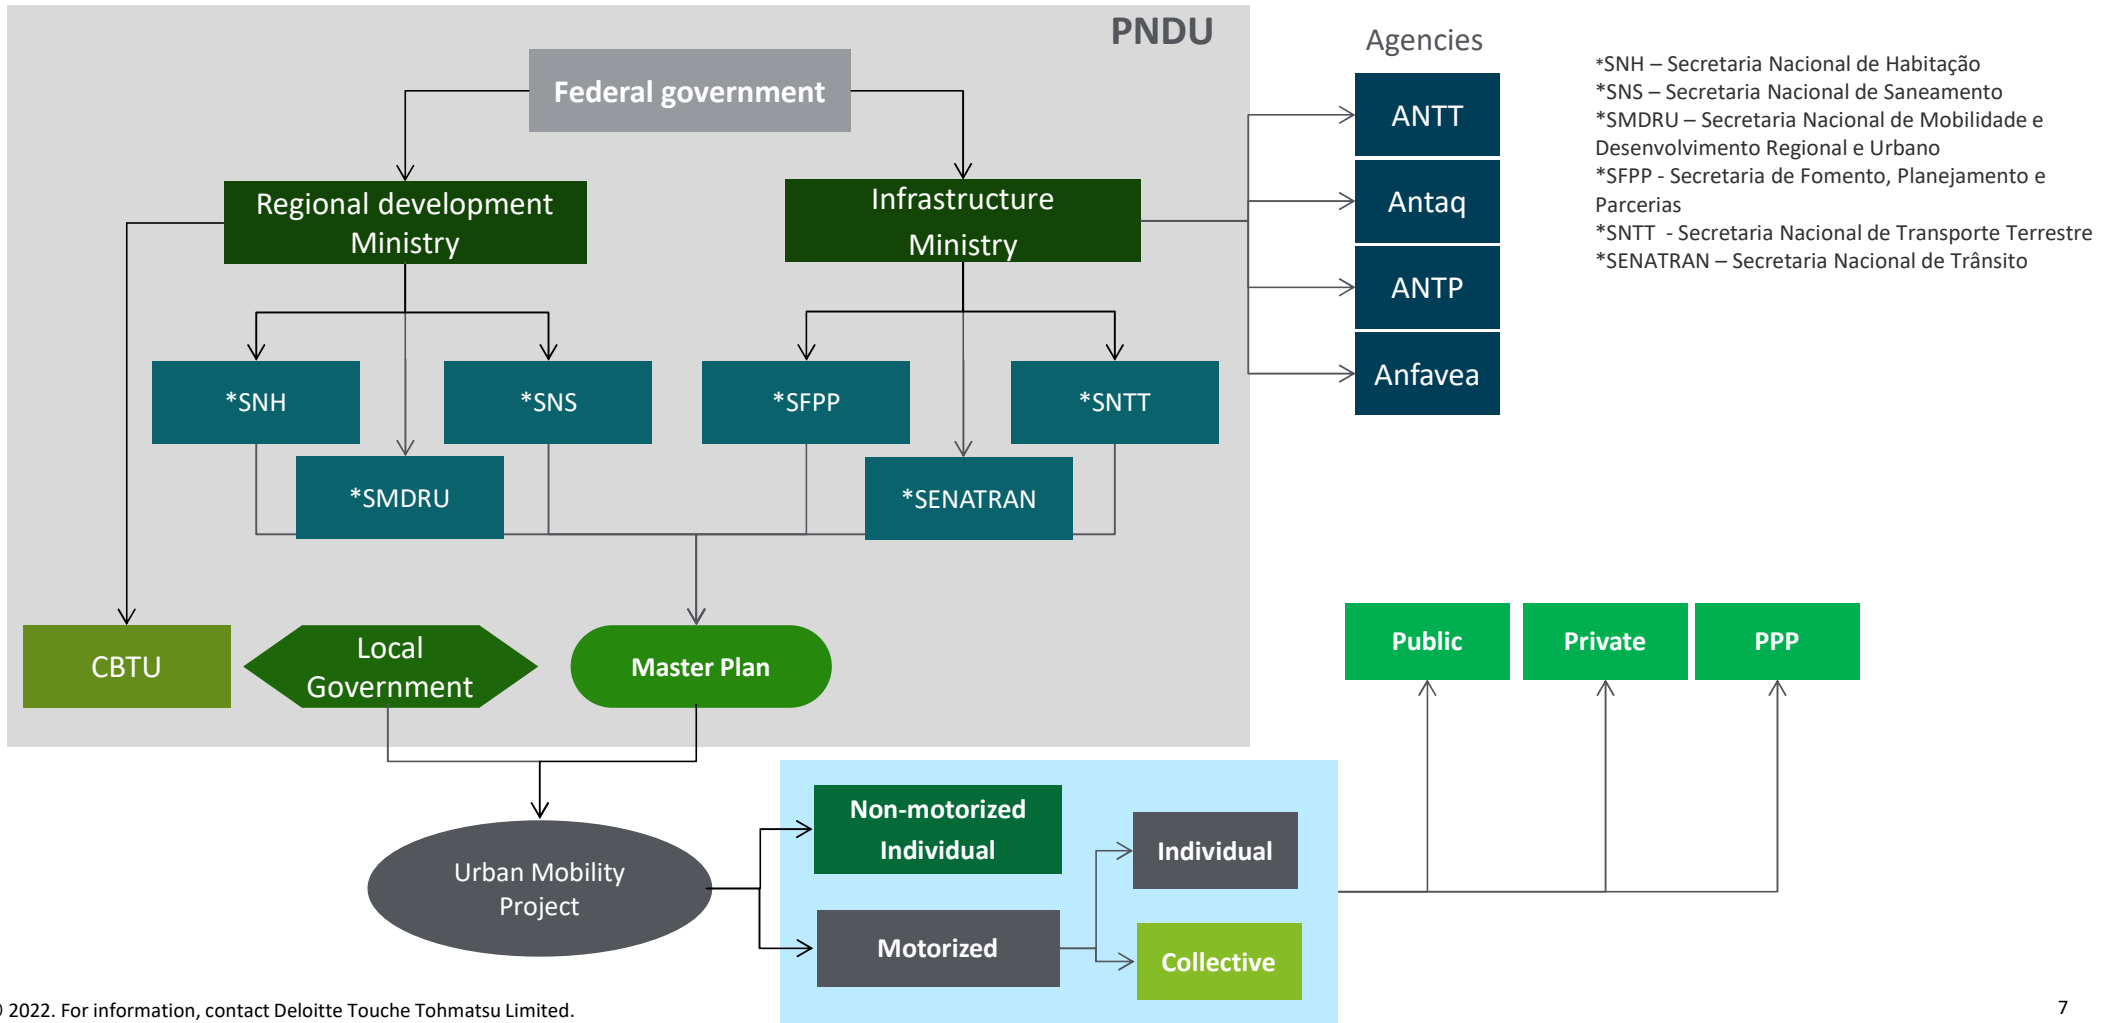 PNDU
Federal government
Regional development
Ministry
Infrastructure
Ministry
*SNH
*SNS
*SMDRU
*SFPP
*SNTT
*SENATRAN
CBTU
Local
Government
Master Plan
Agencies
ANTT
Antaq
ANTP
Anfavea
*SNH – Secretaria Nacional de Habitação
*SNS – Secretaria Nacional de Saneamento
*SMDRU – Secretaria Nacional de Mobilidade e
Desenvolvimento Regional e Urbano
*SFPP - Secretaria de Fomento, Planejamento e
Parcerias
*SNTT - Secretaria Nacional de Transporte Terrestre
*SENATRAN – Secretaria Nacional de Trânsito
Public
Private
PPP
Urban Mobility
Project
Non-motorized
Individual
Motorized
Individual
Collective
© 2022. For information, contact Deloitte Touche Tohmatsu Limited.
7